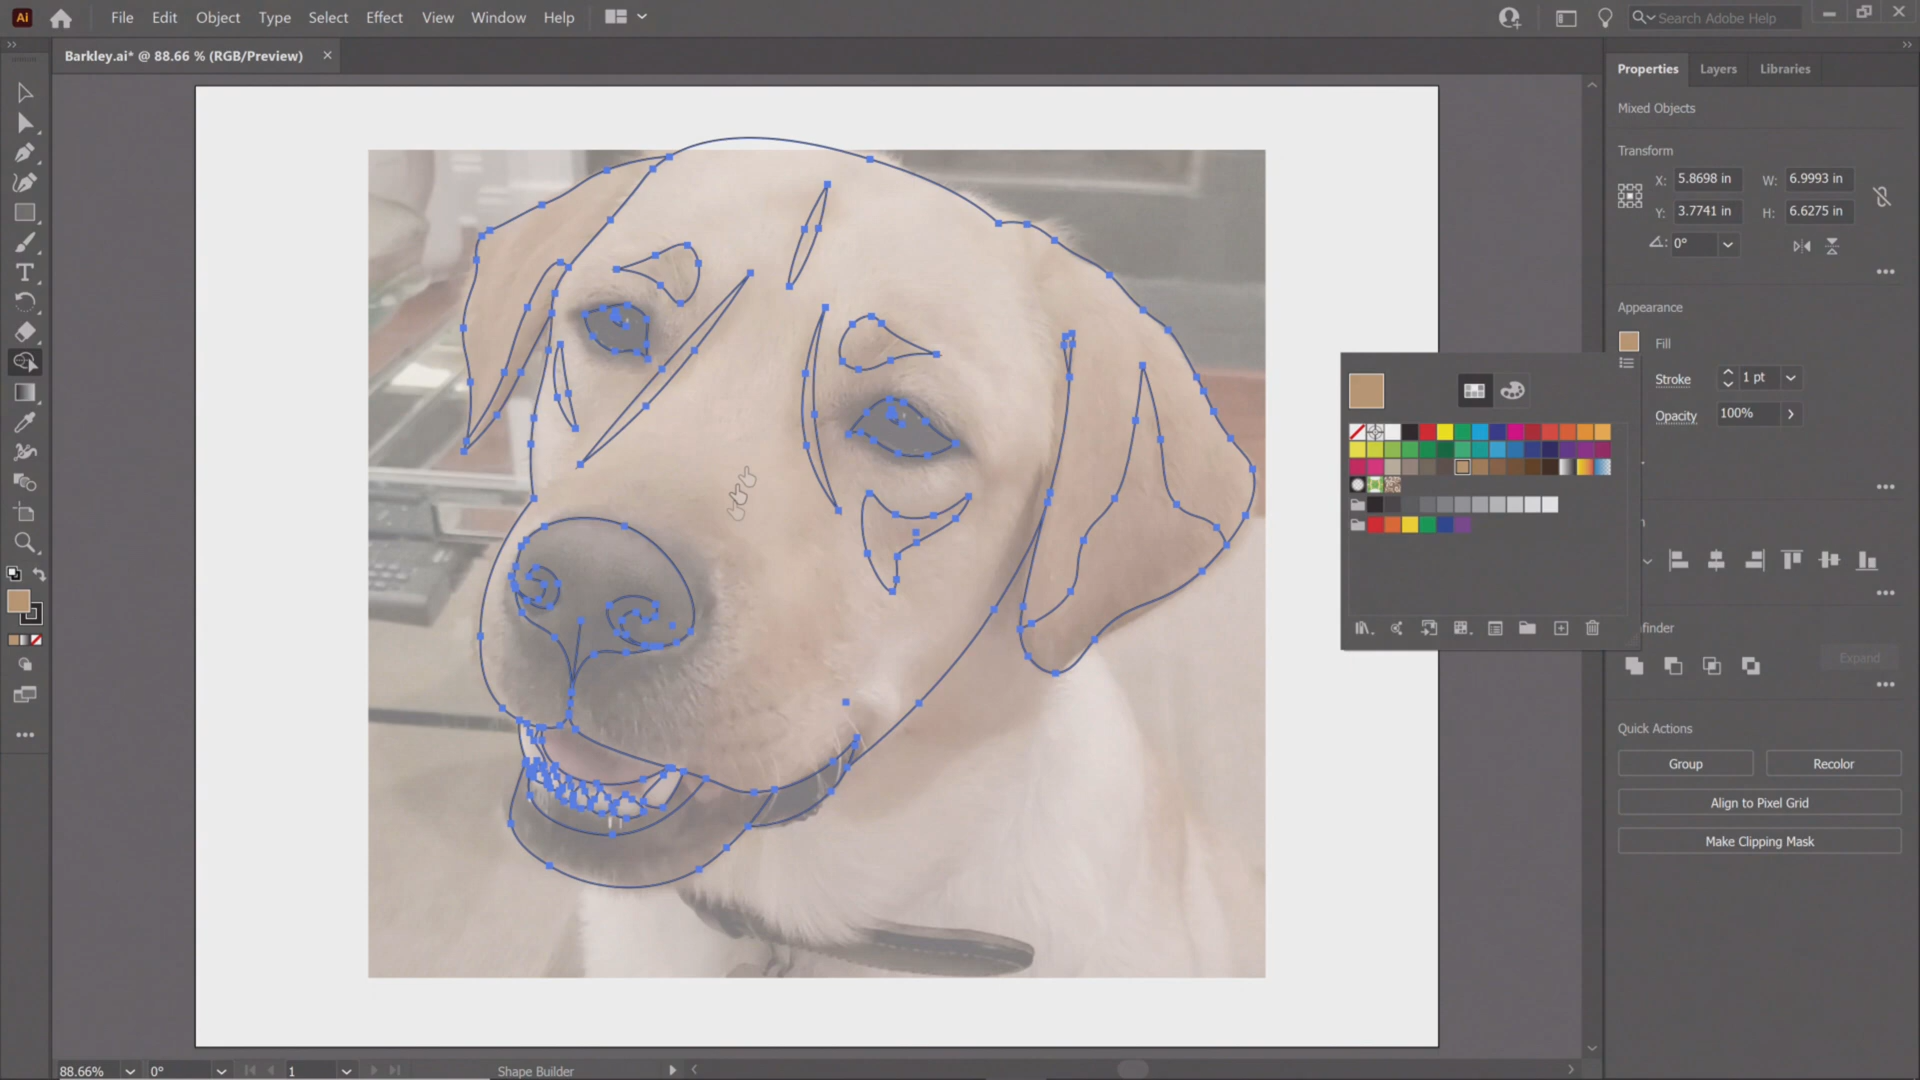 Ai File Edit Object Type Select Effect View Window Help Search Adobe Help
Barkley.ai* @ 88.66 % (RGB/Preview)
Properties Layers Libraries
Mixed Objects
Transform
X: 5.8698 in W: 6.9993 in
Y: 3.7741 in H: 6.6275 in
0°
Appearance
Fill
Stroke 1 pt
Opacity 100%
finder
Expand
Quick Actions
Group Recolor
Align to Pixel Grid
Make Clipping Mask
88.66% 0° 1 Shape Builder